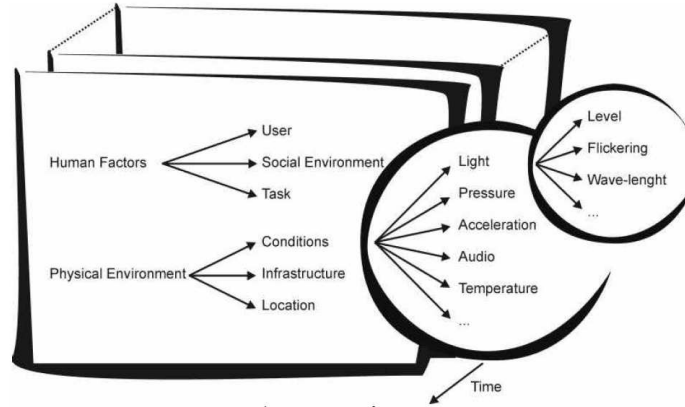 Human Factors
User
Social Environment
Task
Physical Environment
Conditions
Infrastructure
Location
Light
Pressure
Acceleration
Audio
Temperature
...
Level
Flickering
Wave-lenght
...
Time